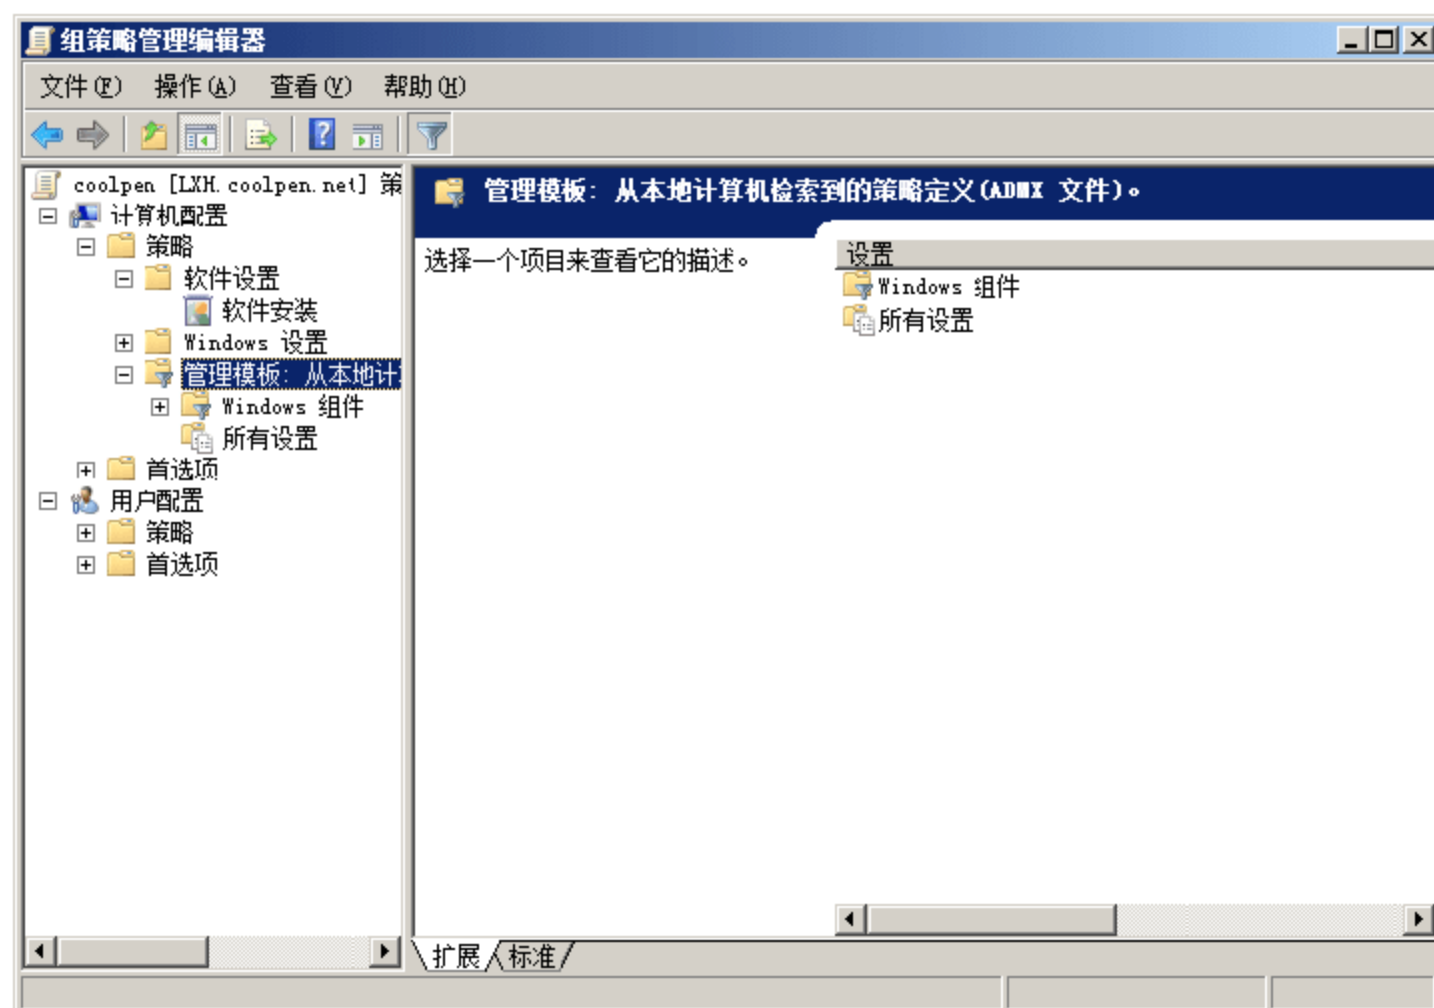 组策略管理编辑器
文件(F) 操作(A) 查看(V) 帮助(H)
coolpen [LXH.coolpen.net] 策
计算机配置
策略
软件设置
软件安装
Windows 设置
管理模板: 从本地计
Windows 组件
所有设置
首选项
用户配置
策略
首选项
管理模板: 从本地计算机检索到的策略定义(ADMX 文件)。
选择一个项目来查看它的描述。
设置
Windows 组件
所有设置
扩展 标准